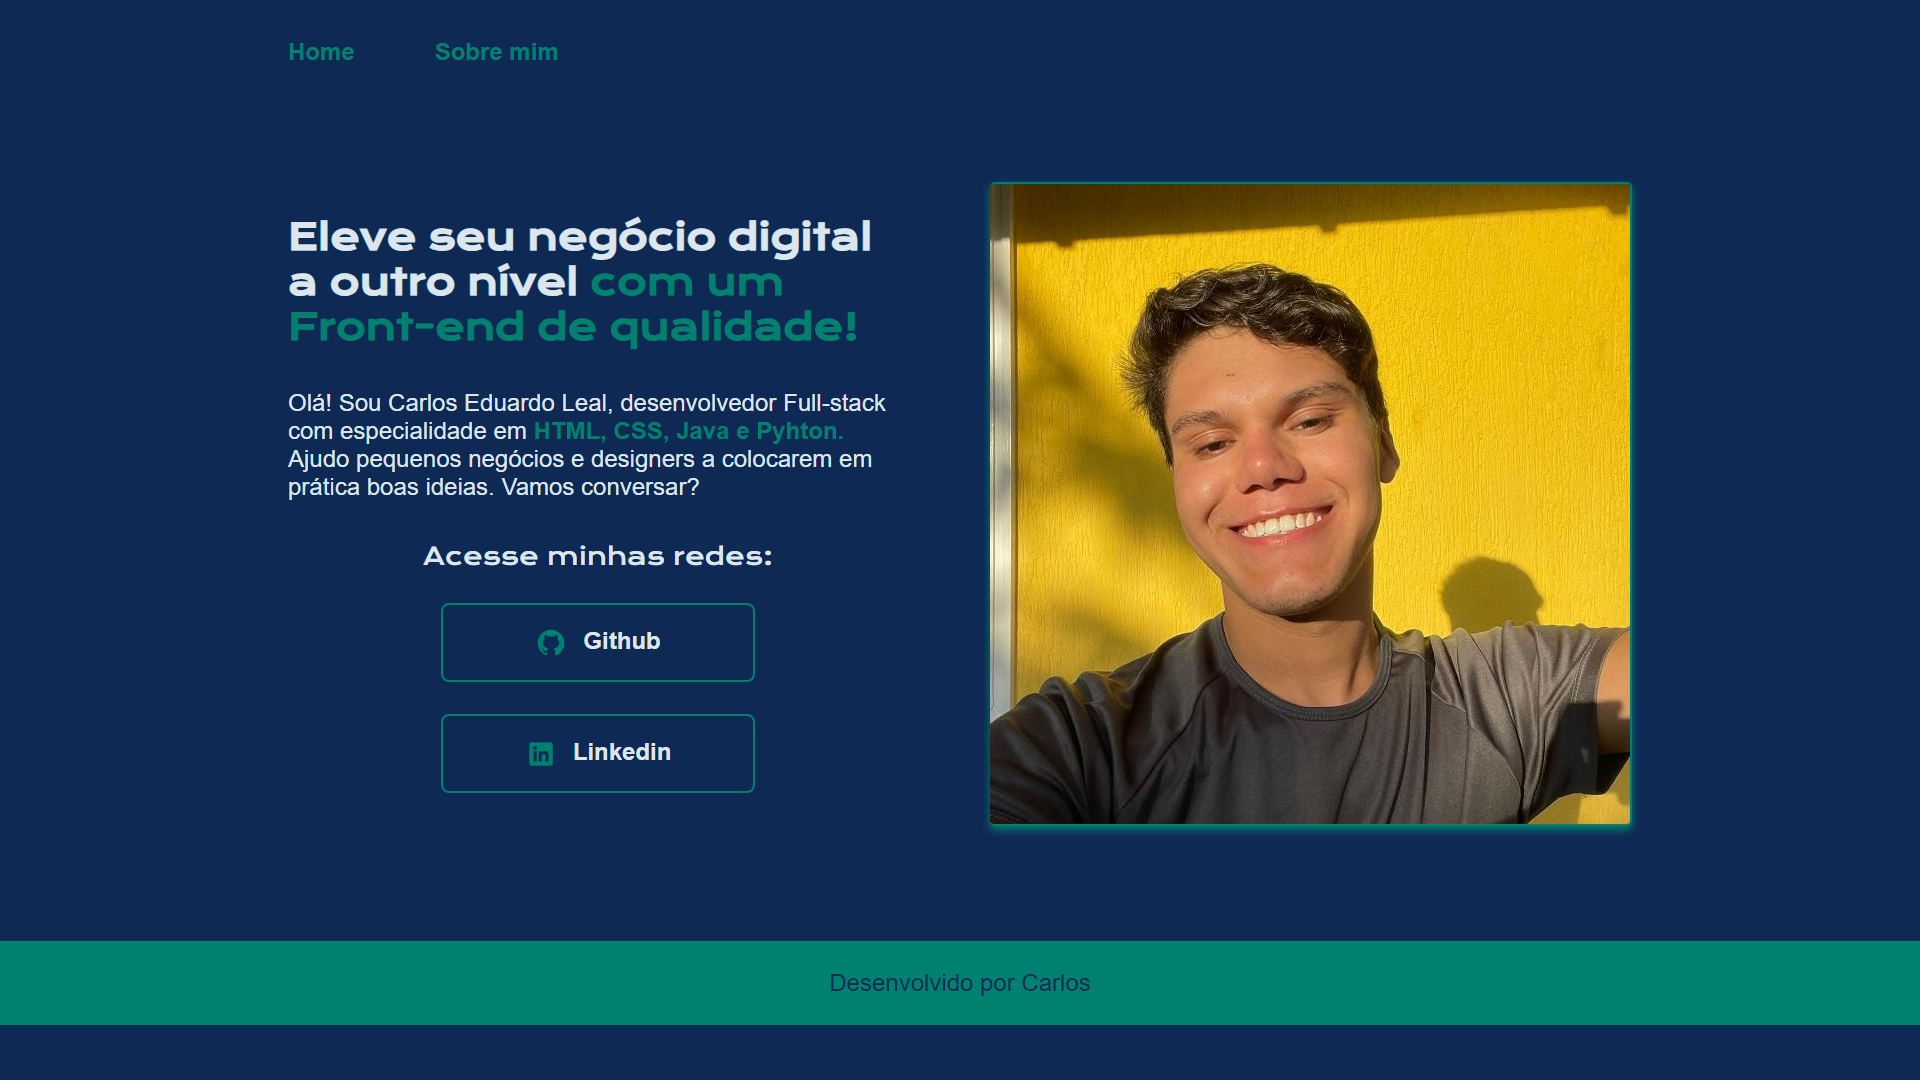 Home
Sobre mim
Eleve seu negócio digital
a outro nível com um
Front-end de qualidade!
Olá! Sou Carlos Eduardo Leal, desenvolvedor Full-stack
com especialidade em HTML, CSS, Java e Pyhton.
Ajudo pequenos negócios e designers a colocarem em
prática boas ideias. Vamos conversar?
Acesse minhas redes:
Github
Linkedin
Desenvolvido por Carlos